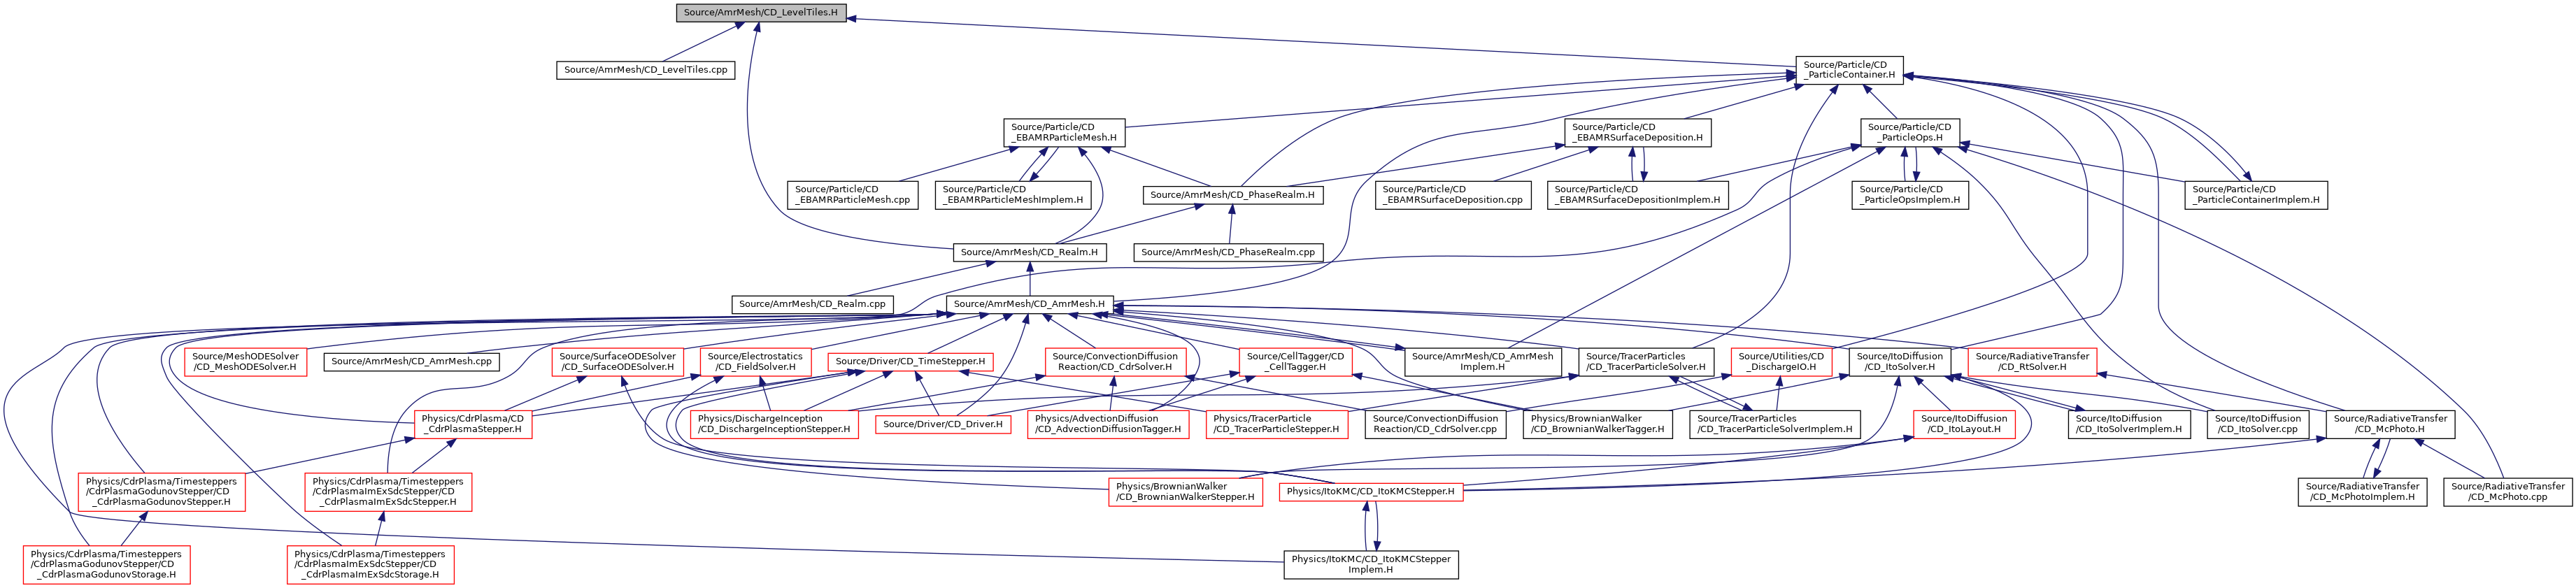 Source/AmrMesh/CD_LevelTiles.H
Source/AmrMesh/CD_LevelTiles.cpp
Source/Particle/CD
_ParticleContainer.H
Source/Particle/CD
_EBAMRParticleMesh.H
Source/Particle/CD
_EBAMRSurfaceDeposition.H
Source/Particle/CD
_ParticleOps.H
Source/Particle/CD
_EBAMRParticleMesh.cpp
Source/Particle/CD
_EBAMRParticleMeshImplem.H
Source/AmrMesh/CD_PhaseRealm.H
Source/Particle/CD
_EBAMRSurfaceDeposition.cpp
Source/Particle/CD
_EBAMRSurfaceDepositionImplem.H
Source/Particle/CD
_ParticleOpsImplem.H
Source/Particle/CD
_ParticleContainerImplem.H
Source/AmrMesh/CD_Realm.H
Source/AmrMesh/CD_PhaseRealm.cpp
Source/AmrMesh/CD_Realm.cpp
Source/AmrMesh/CD_AmrMesh.H
Source/MeshODESolver
/CD_MeshODESolver.H
Source/AmrMesh/CD_AmrMesh.cpp
Source/SurfaceODESolver
/CD_SurfaceODESolver.H
Source/Electrostatics
/CD_FieldSolver.H
Source/Driver/CD_TimeStepper.H
Source/ConvectionDiffusion
Reaction/CD_CdrSolver.H
Source/CellTagger/CD
_CellTagger.H
Source/AmrMesh/CD_AmrMesh
Implem.H
Source/TracerParticles
/CD_TracerParticleSolver.H
Source/Utilities/CD
_DischargeIO.H
Source/ItoDiffusion
/CD_ItoSolver.H
Source/RadiativeTransfer
/CD_RtSolver.H
Physics/CdrPlasma/CD
_CdrPlasmaStepper.H
Physics/DischargeInception
/CD_DischargeInceptionStepper.H
Source/Driver/CD_Driver.H
Physics/AdvectionDiffusion
/CD_AdvectionDiffusionTagger.H
Physics/TracerParticle
/CD_TracerParticleStepper.H
Source/ConvectionDiffusion
Reaction/CD_CdrSolver.cpp
Physics/BrownianWalker
/CD_BrownianWalkerTagger.H
Source/TracerParticles
/CD_TracerParticleSolverImplem.H
Source/ItoDiffusion
/CD_ItoLayout.H
Source/ItoDiffusion
/CD_ItoSolverImplem.H
Source/ItoDiffusion
/CD_ItoSolver.cpp
Source/RadiativeTransfer
/CD_McPhoto.H
Physics/CdrPlasma/Timesteppers
/CdrPlasmaGodunovStepper/CD
_CdrPlasmaGodunovStepper.H
Physics/CdrPlasma/Timesteppers
/CdrPlasmaImExSdcStepper/CD
_CdrPlasmaImExSdcStepper.H
Physics/BrownianWalker
/CD_BrownianWalkerStepper.H
Physics/ItoKMC/CD_ItoKMCStepper.H
Source/RadiativeTransfer
/CD_McPhotoImplem.H
Source/RadiativeTransfer
/CD_McPhoto.cpp
Physics/CdrPlasma/Timesteppers
/CdrPlasmaGodunovStepper/CD
_CdrPlasmaGodunovStorage.H
Physics/CdrPlasma/Timesteppers
/CdrPlasmaImExSdcStepper/CD
_CdrPlasmaImExSdcStorage.H
Physics/ItoKMC/CD_ItoKMCStepper
Implem.H